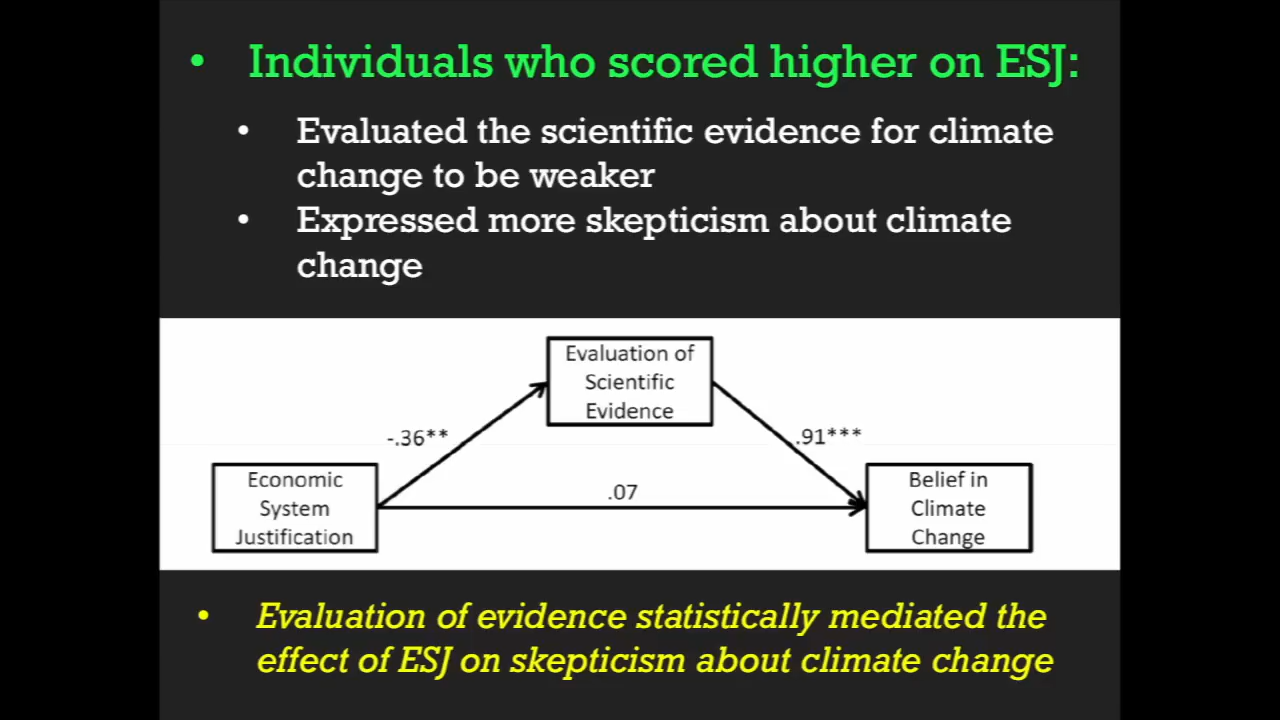 • Individuals who scored higher on ESJ:
• Evaluated the scientific evidence for climate
change to be weaker
• Expressed more skepticism about climate
change
Evaluation of
Scientific
Evidence
-.36**
.91***
Economic
System
Justification
.07
Belief in
Climate
Change
• Evaluation of evidence statistically mediated the
effect of ESJ on skepticism about climate change